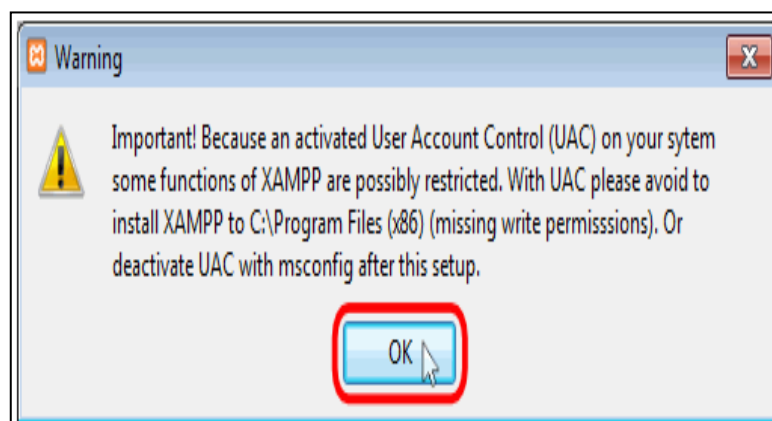 Warning
Important! Because an activated User Account Control (UAC) on your sytem
some functions of XAMPP are possibly restricted. With UAC please avoid to
install XAMPP to C:\Program Files (x86) (missing write permisssions). Or
deactivate UAC with msconfig after this setup.
OK